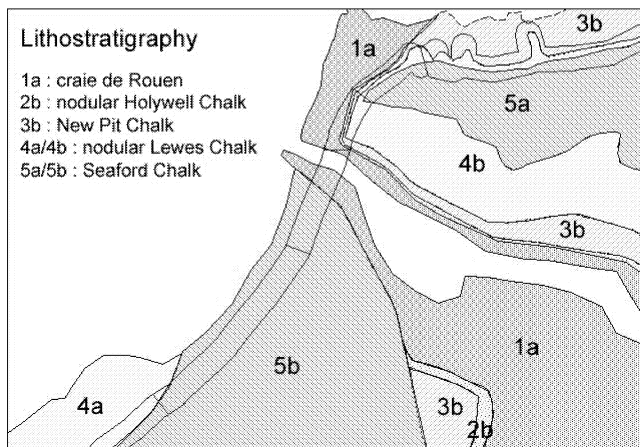 Lithostratigraphy
1a : craie de Rouen
2b : nodular Holywell Chalk
3b : New Pit Chalk
4a/4b : nodular Lewes Chalk
5a/5b : Seaford Chalk
1a
3b
5a
4b
3b
1a
5b
4a
3b
2b